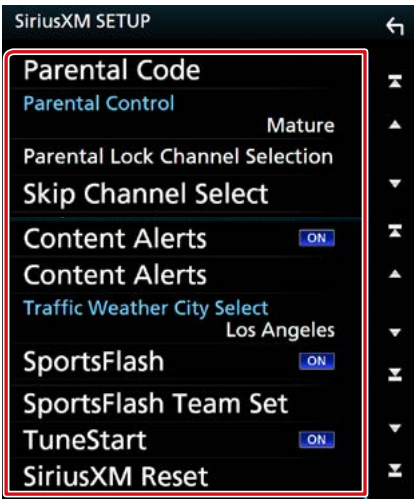 SiriusXM SETUP
Parental Code
Parental Control
Mature
Parental Lock Channel Selection
Skip Channel Select
Content Alerts ON
Content Alerts
Traffic Weather City Select
Los Angeles
SportsFlash ON
SportsFlash Team Set
TuneStart ON
SiriusXM Reset